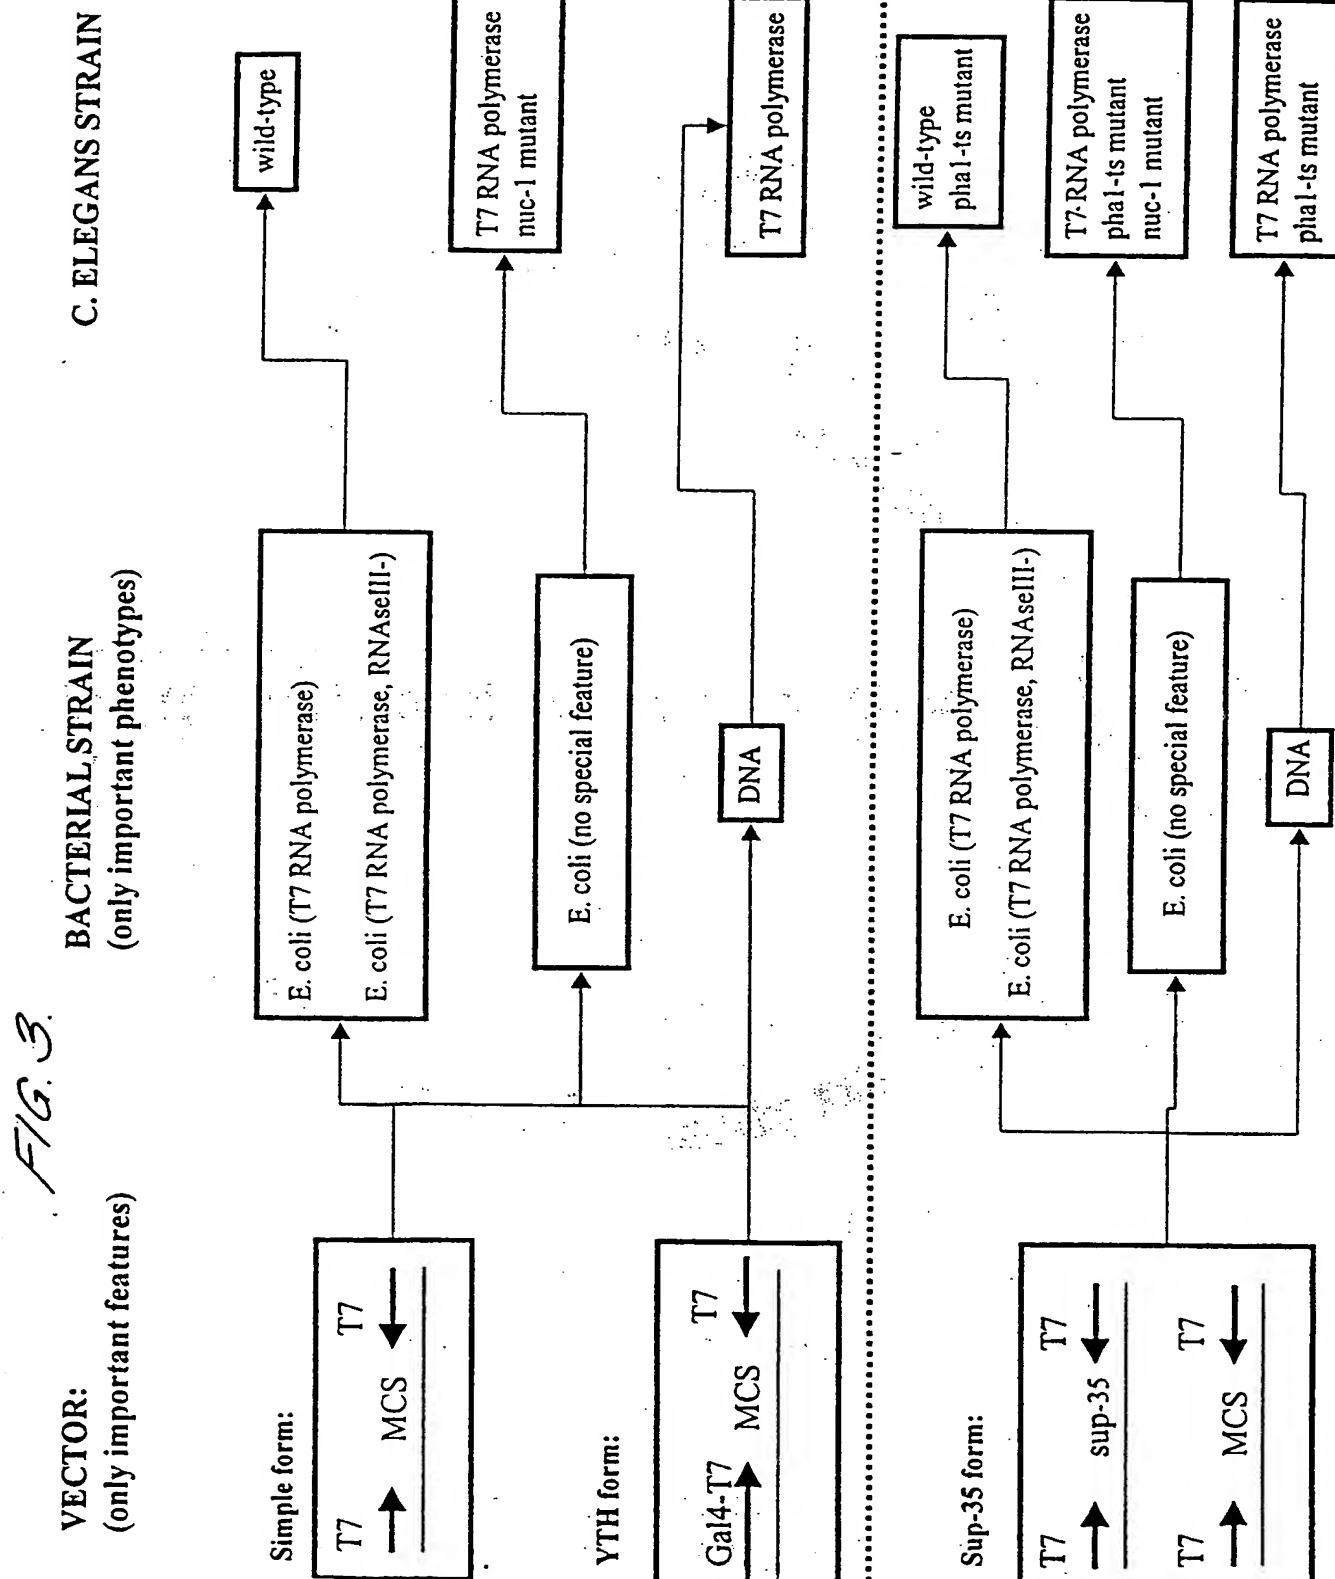 FIG. 3.
VECTOR:
(only important features)
BACTERIAL STRAIN
(only important phenotypes)
C. ELEGANS STRAIN
Simple form:
T7 T7
MCS
E. coli (T7 RNA polymerase)
E. coli (T7 RNA polymerase, RNAseIII-)
wild-type
E. coli (no special feature)
T7 RNA polymerase
nuc-1 mutant
YTH form:
Gal4-T7 T7
MCS
DNA
T7 RNA polymerase
Sup-35 form:
T7 T7
sup-35
T7 T7
MCS
E. coli (T7 RNA polymerase)
E. coli (T7 RNA polymerase, RNAseIII-)
wild-type
pha1-ts mutant
E. coli (no special feature)
T7 RNA polymerase
pha1-ts mutant
nuc-1 mutant
DNA
T7 RNA polymerase
pha1-ts mutant